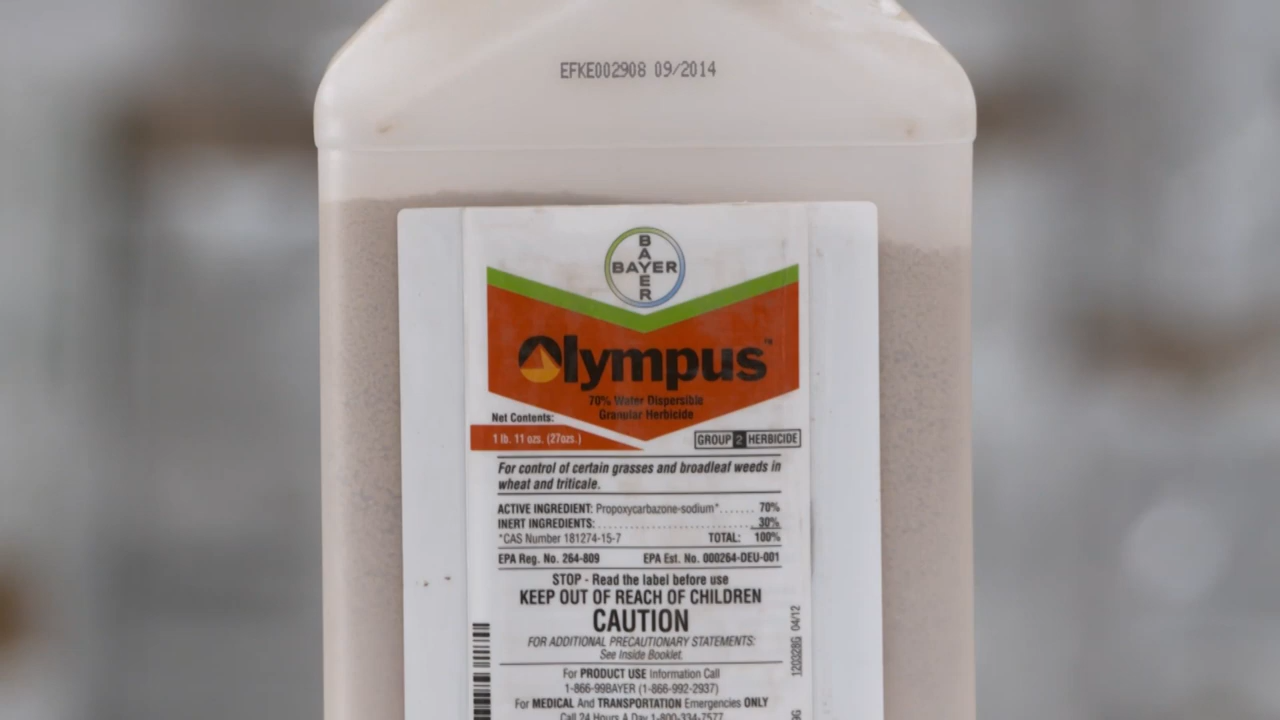 EFKE002908 09/2014
BAYER
BAYER
Olympus™
70% Water Dispersible
Granular Herbicide
Net Contents:
1 lb. 11 ozs. (27ozs.)
GROUP 2 HERBICIDE
For control of certain grasses and broadleaf weeds in
wheat and triticale.
ACTIVE INGREDIENT: Propoxycarbazone-sodium*....... 70%
INERT INGREDIENTS:.............................. 30%
*CAS Number 181274-15-7 TOTAL: 100%
EPA Reg. No. 264-809 EPA Est. No. 000264-DEU-001
STOP - Read the label before use
KEEP OUT OF REACH OF CHILDREN
CAUTION
FOR ADDITIONAL PRECAUTIONARY STATEMENTS:
See Inside Booklet.
For PRODUCT USE Information Call
1-866-99BAYER (1-866-992-2937)
For MEDICAL And TRANSPORTATION Emergencies ONLY
Call 24 Hours A Day 1-800-334-7577
120328G 04/12